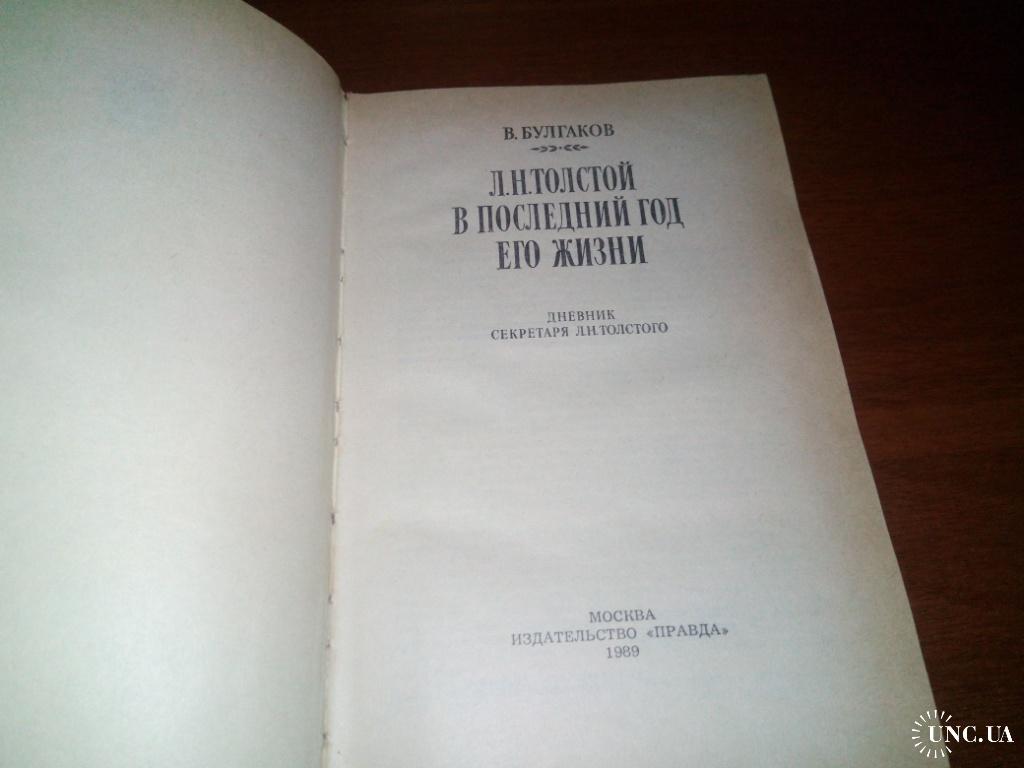 В. БУЛГАКОВ
Л.Н.ТОЛСТОЙ
В ПОСЛЕДНИЙ ГОД
ЕГО ЖИЗНИ
ДНЕВНИК
СЕКРЕТАРЯ Л.Н.ТОЛСТОГО
МОСКВА
ИЗДАТЕЛЬСТВО «ПРАВДА»
1989
UNC.UA